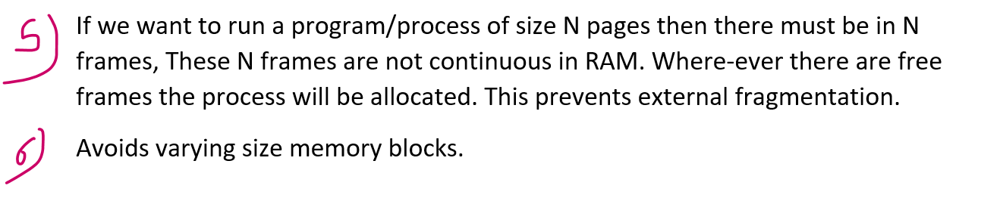 5) If we want to run a program/process of size N pages then there must be in N
frames, These N frames are not continuous in RAM. Where-ever there are free
frames the process will be allocated. This prevents external fragmentation.
6) Avoids varying size memory blocks.